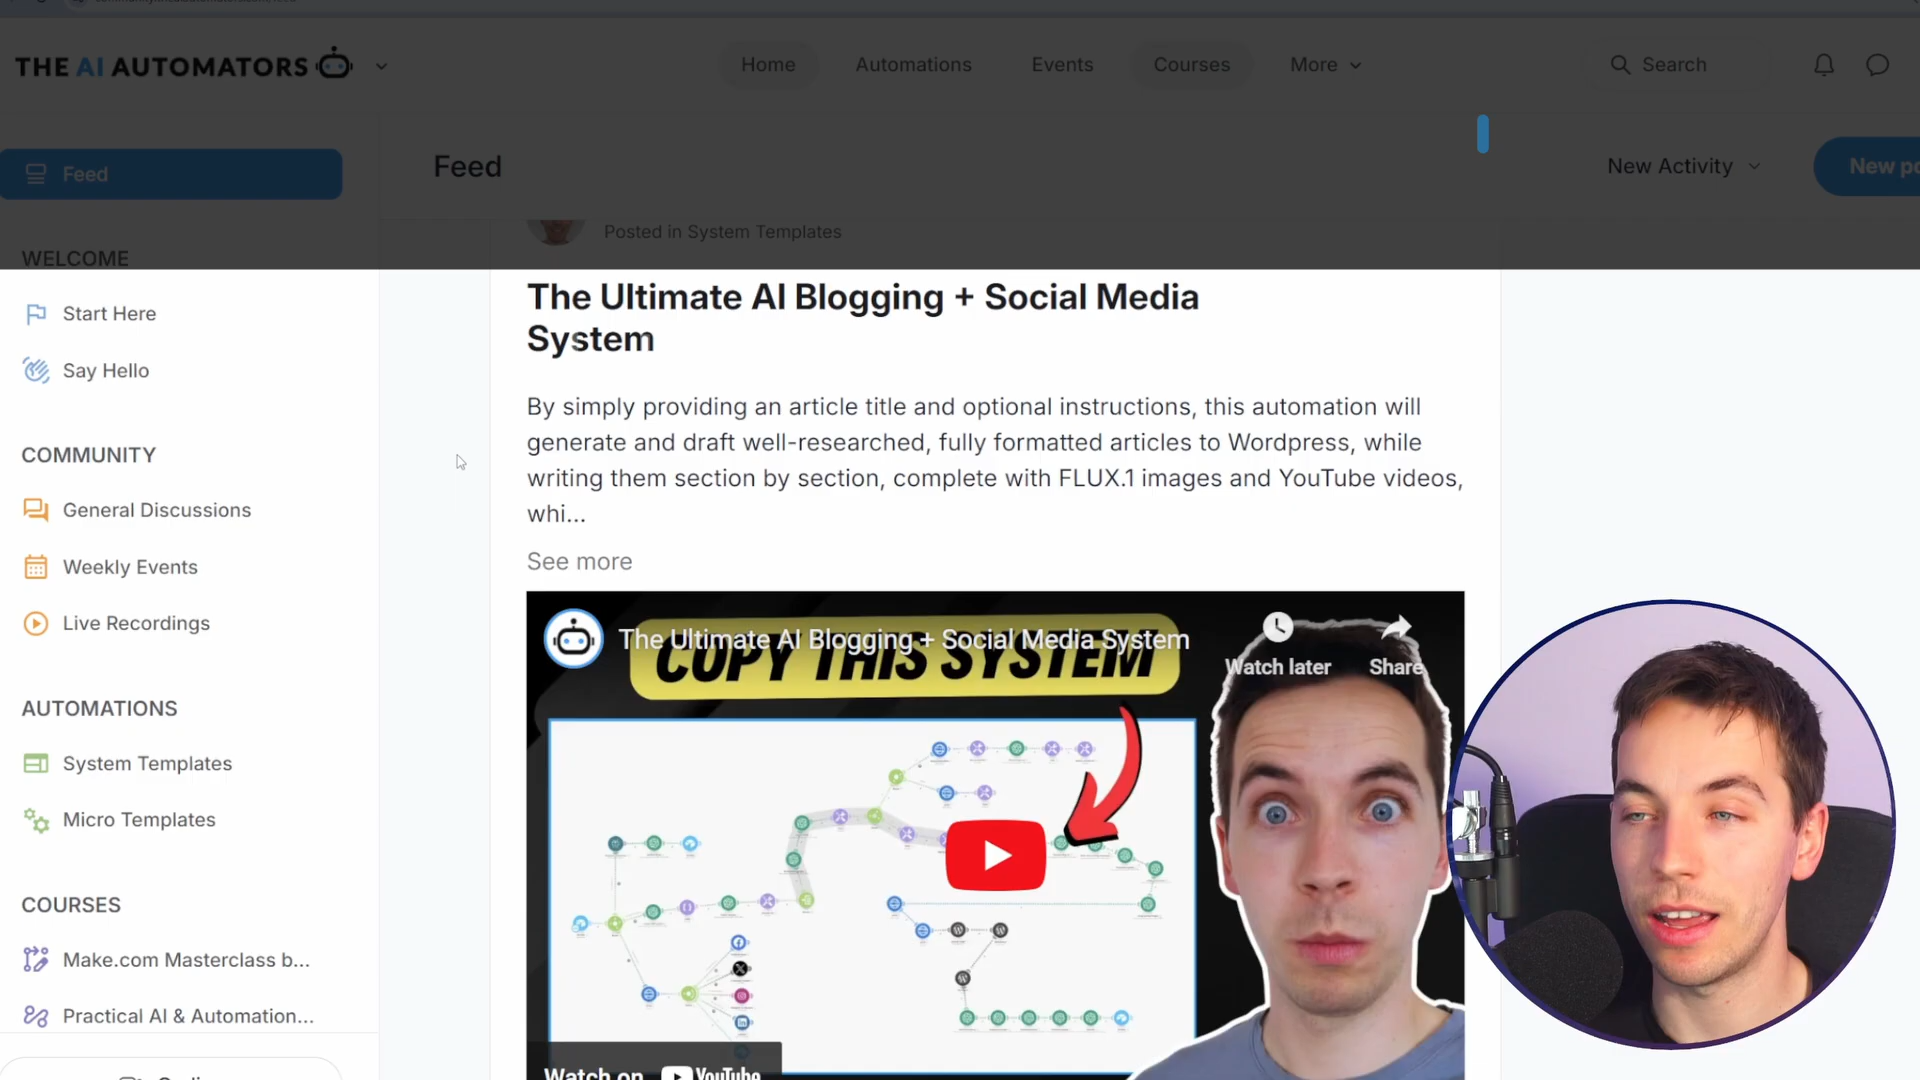 THE AI AUTOMATORS
Home
Automations
Events
Courses
More
Search
Feed
Feed
New Activity
New po
Posted in System Templates
WELCOME
Start Here
Say Hello
COMMUNITY
General Discussions
Weekly Events
Live Recordings
AUTOMATIONS
System Templates
Micro Templates
COURSES
Make.com Masterclass b...
Practical AI & Automation...
The Ultimate AI Blogging + Social Media
System
By simply providing an article title and optional instructions, this automation will
generate and draft well-researched, fully formatted articles to Wordpress, while
writing them section by section, complete with FLUX.1 images and YouTube videos,
whi...
See more
The Ultimate AI Blogging + Social Media System
COPY THIS SYSTEM
Watch later
Share
Watch on YouTube